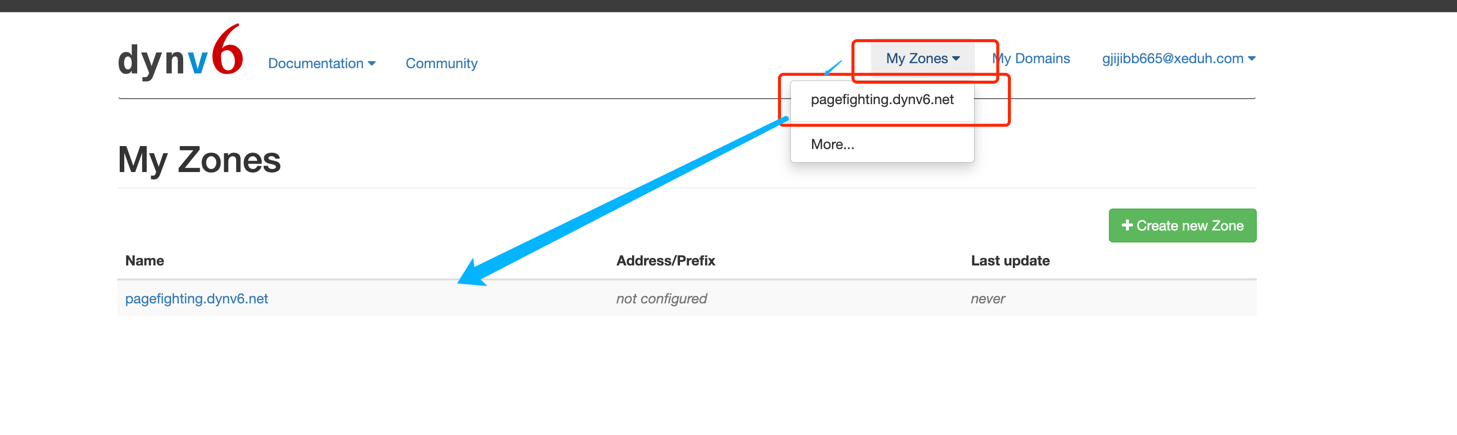 dynv6 Documentation Community My Zones My Domains gjijibb665@xeduh.com
pagefighting.dynv6.net
More...
My Zones
+ Create new Zone
Name Address/Prefix Last update
pagefighting.dynv6.net not configured never